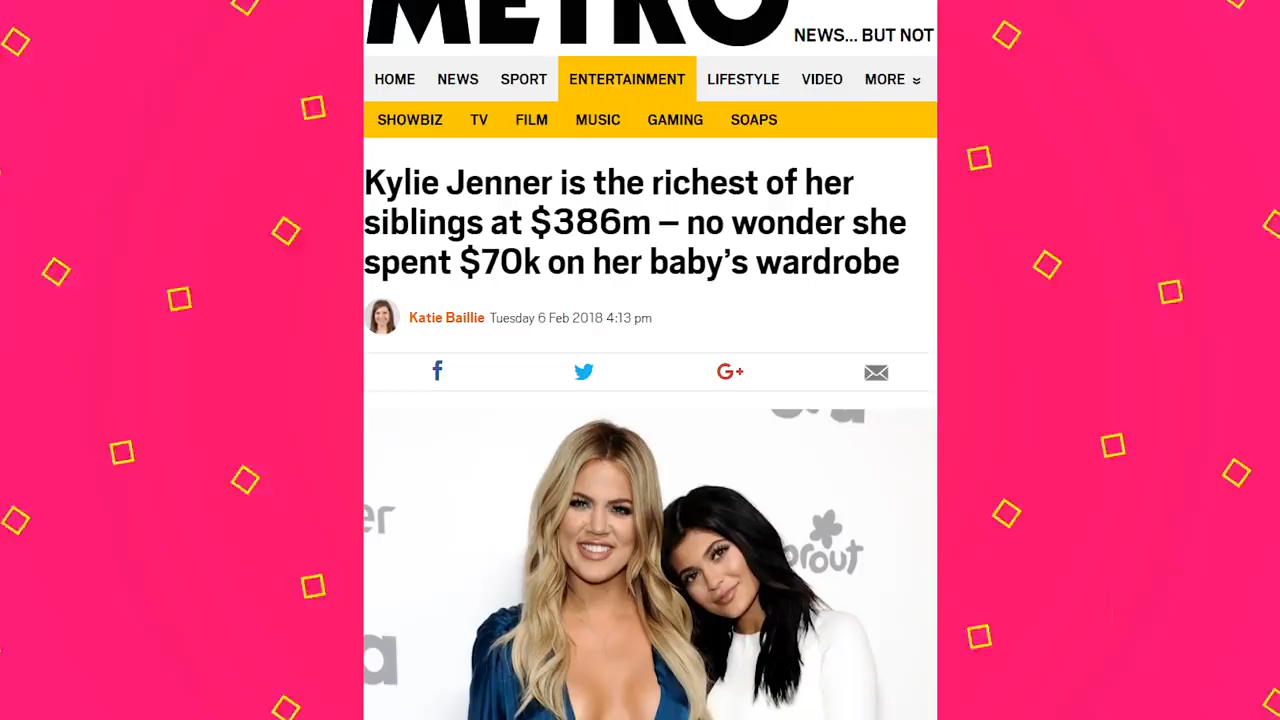 METRO
NEWS... BUT NOT
HOME NEWS SPORT ENTERTAINMENT LIFESTYLE VIDEO MORE
SHOWBIZ TV FILM MUSIC GAMING SOAPS
Kylie Jenner is the richest of her
siblings at $386m – no wonder she
spent $70k on her baby's wardrobe
Katie Baillie Tuesday 6 Feb 2018 4:13 pm
f G+
er
sprout
a